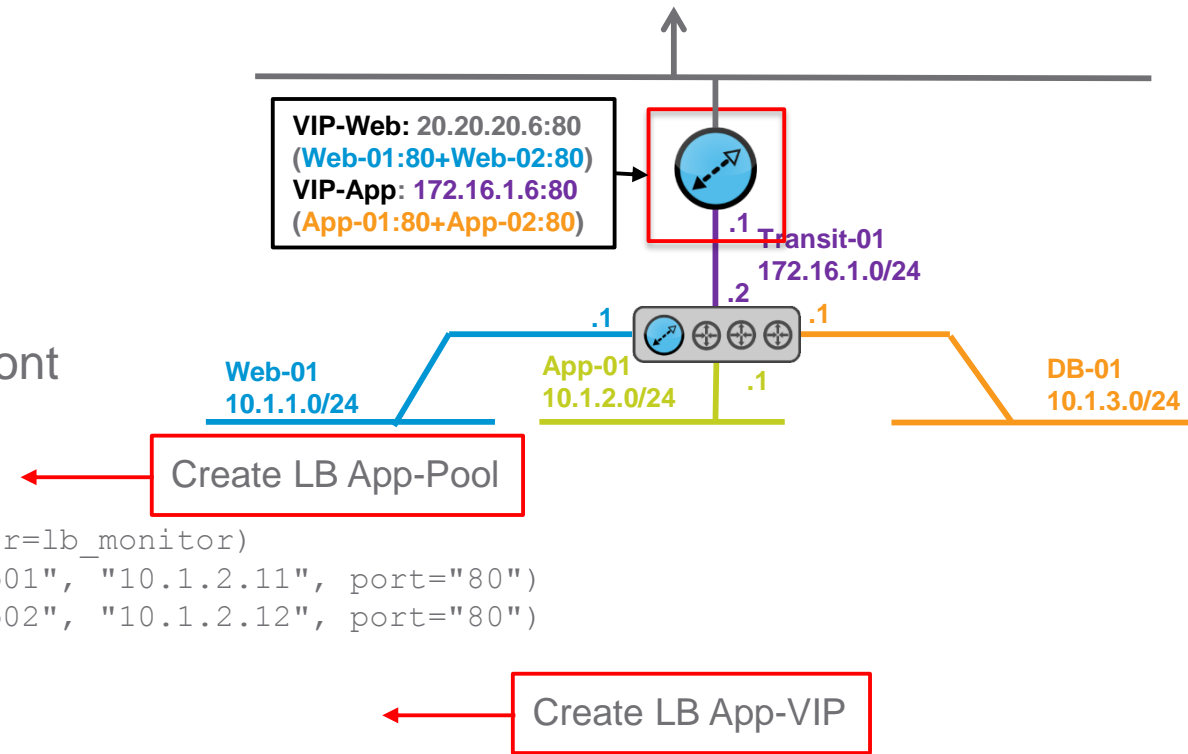 VIP-Web: 20.20.20.6:80
(Web-01:80+Web-02:80)
VIP-App: 172.16.1.6:80
(App-01:80+App-02:80)
.1
Transit-01
172.16.1.0/24
.2
.1
.1
ont
Web-01
10.1.1.0/24
App-01
10.1.2.0/24
.1
DB-01
10.1.3.0/24
Create LB App-Pool
r=lb_monitor)
01", "10.1.2.11", port="80")
02", "10.1.2.12", port="80")
Create LB App-VIP